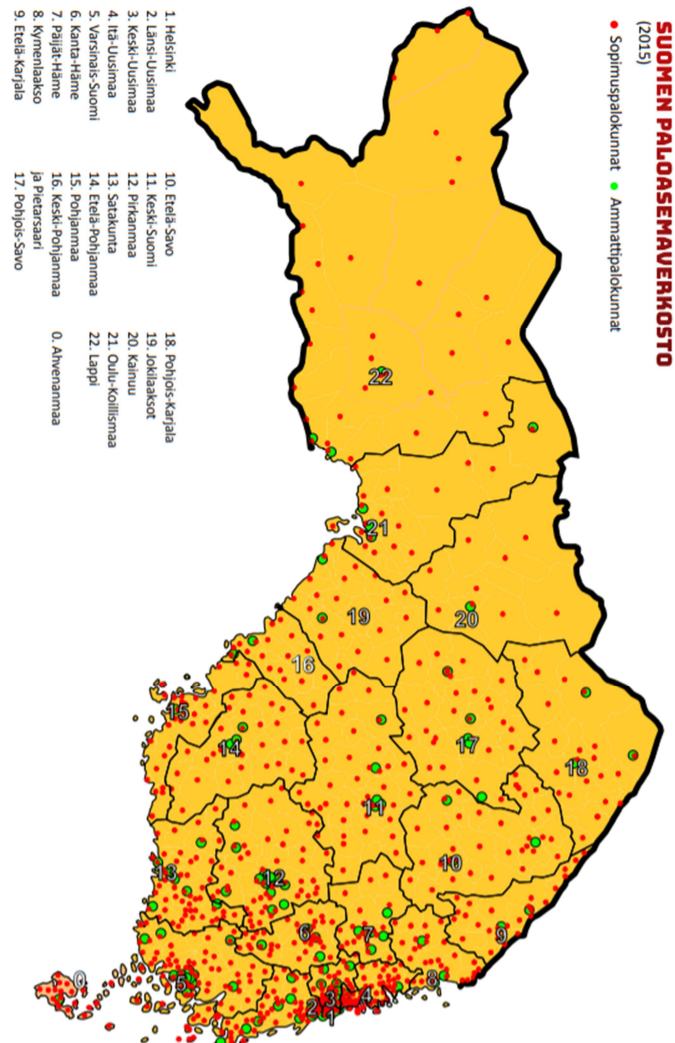 SUOMEN PALOASEMAVERKOSTO
(2015)
Sopimuspalokunnat Ammattipalokunnat
1. Helsinki
2. Länsi-Uusimaa
3. Keski-Uusimaa
4. Itä-Uusimaa
5. Varsinais-Suomi
6. Kanta-Häme
7. Päijät-Häme
8. Kymenlaakso
9. Etelä-Karjala
10. Etelä-Savo
11. Keski-Suomi
12. Pirkanmaa
13. Satakunta
14. Etelä-Pohjanmaa
15. Pohjanmaa
16. Keski-Pohjanmaa
ja Pietarsaari
17. Pohjois-Savo
18. Pohjois-Karjala
19. Jokilaaksot
20. Kainuu
21. Oulu-Koillismaa
22. Lappi
0. Ahvenanmaa
22
21
20
19
16
15
14
17
18
11
10
13
12
6
7
9
8
0
5
2
3
4
1